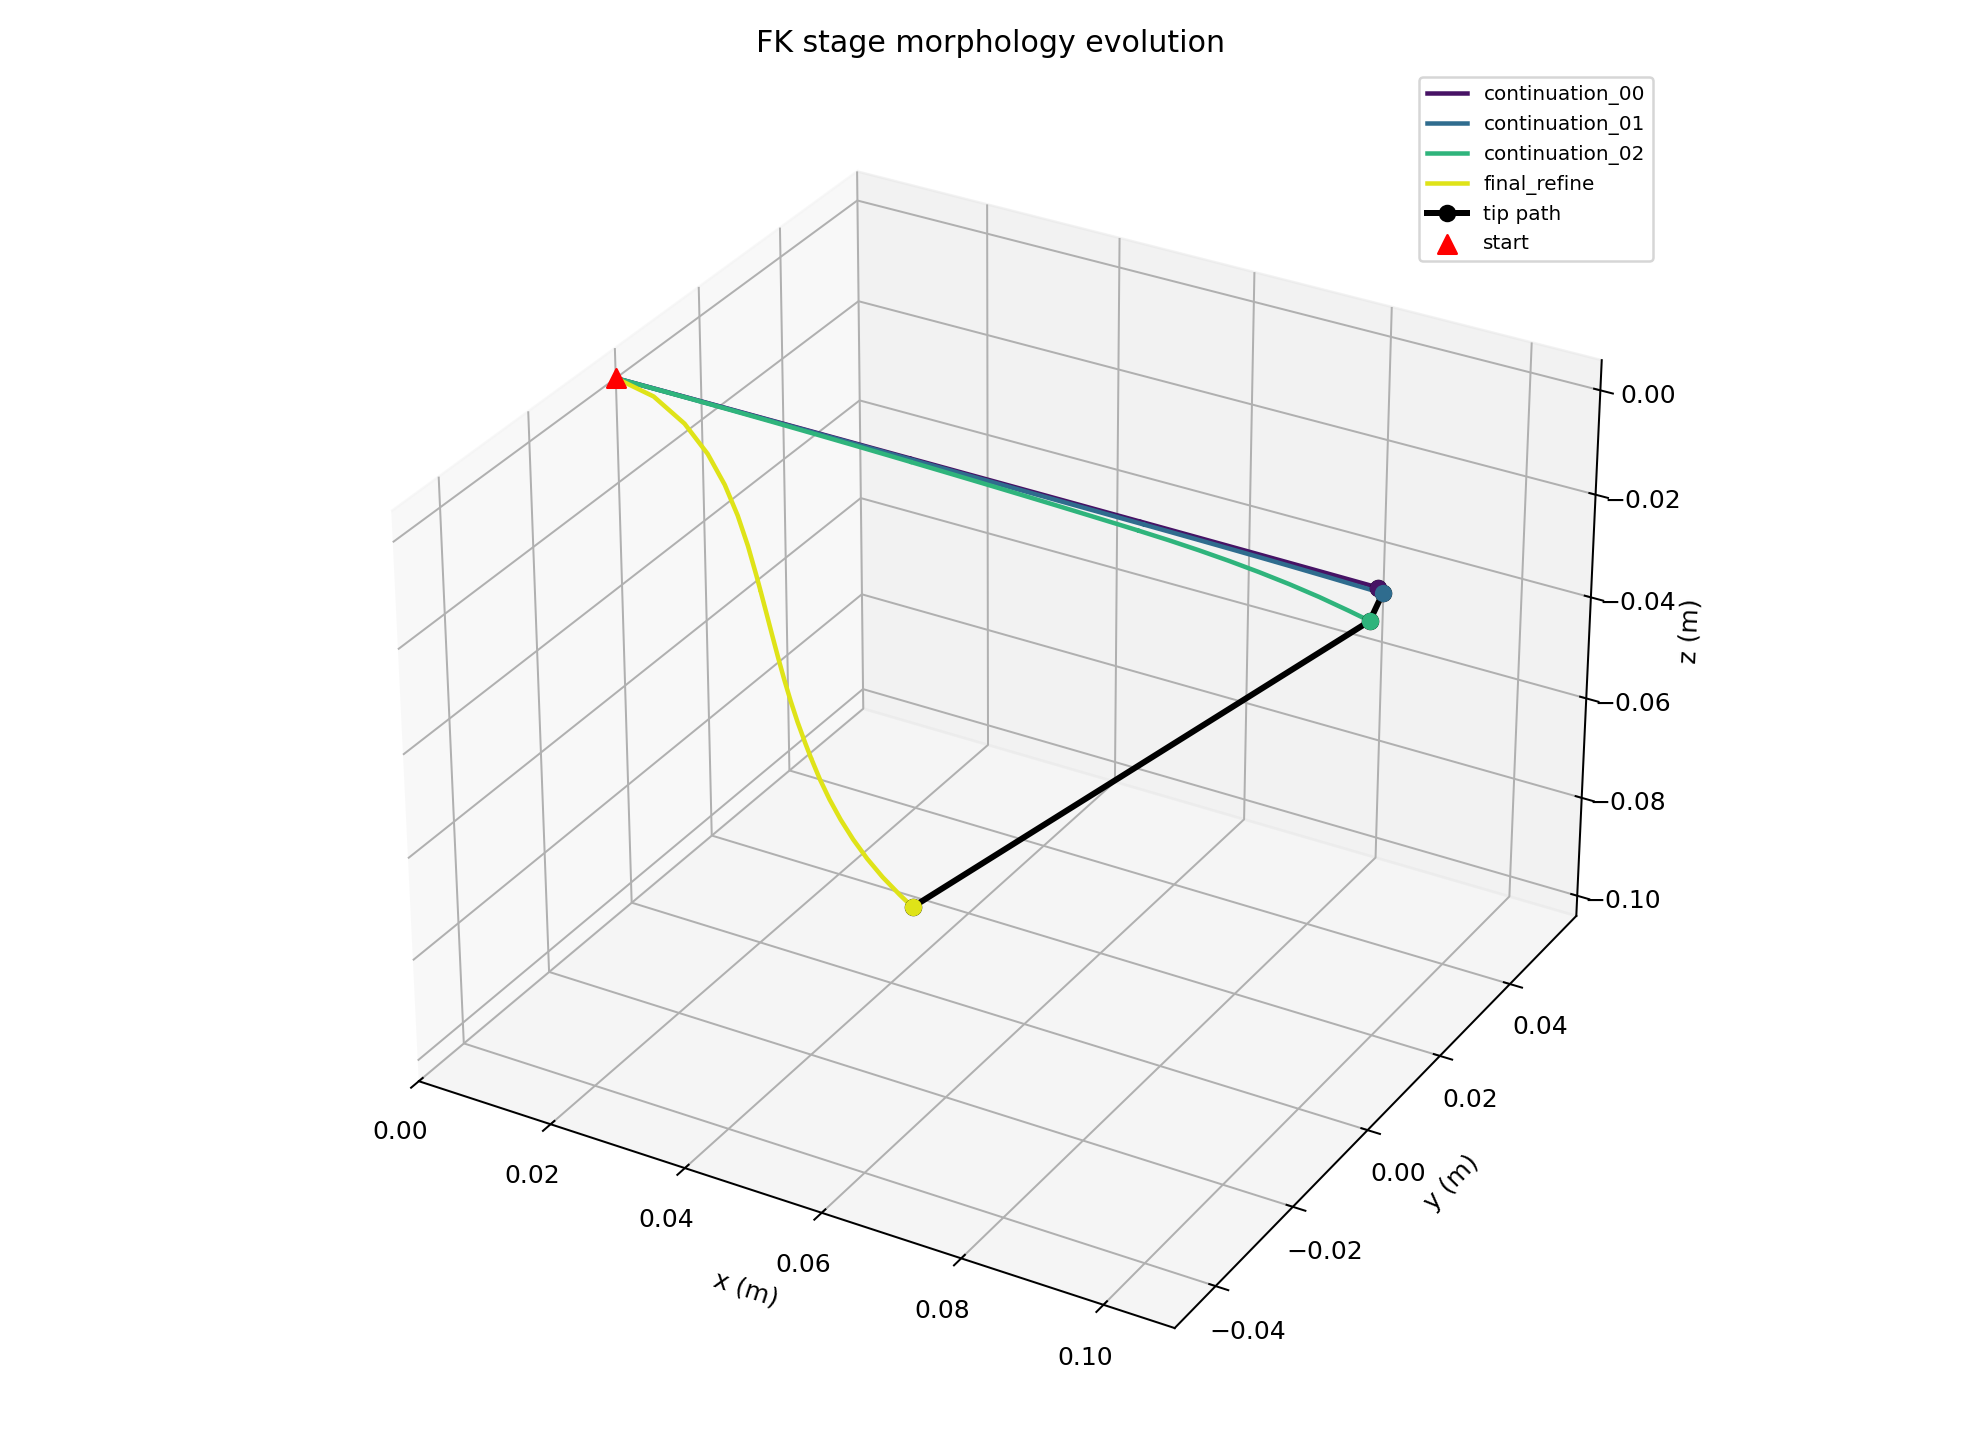 FK stage morphology evolution
continuation_00
continuation_01
continuation_02
final_refine
tip path
start
0.00
−0.02
−0.04
−0.06
−0.08
−0.10
z (m)
0.04
0.02
0.00
−0.02
−0.04
y (m)
0.00
0.02
0.04
0.06
0.08
0.10
x (m)